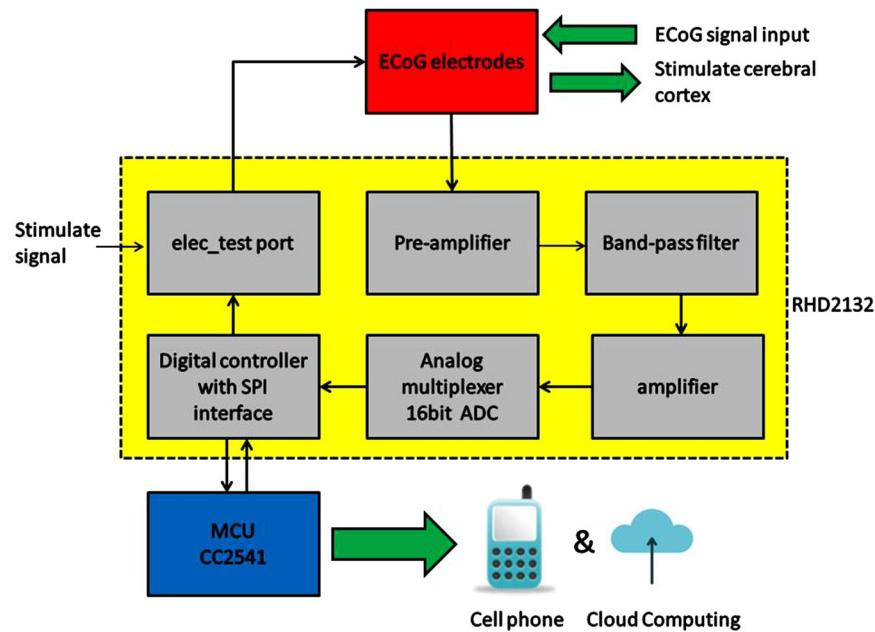 ECoG electrodes
ECoG signal input
Stimulate cerebral
cortex
Stimulate
signal
elec_test port
Pre-amplifier
Band-pass filter
RHD2132
Digital controller
with SPI
interface
Analog
multiplexer
16bit ADC
amplifier
MCU
CC2541
&
Cell phone
Cloud Computing